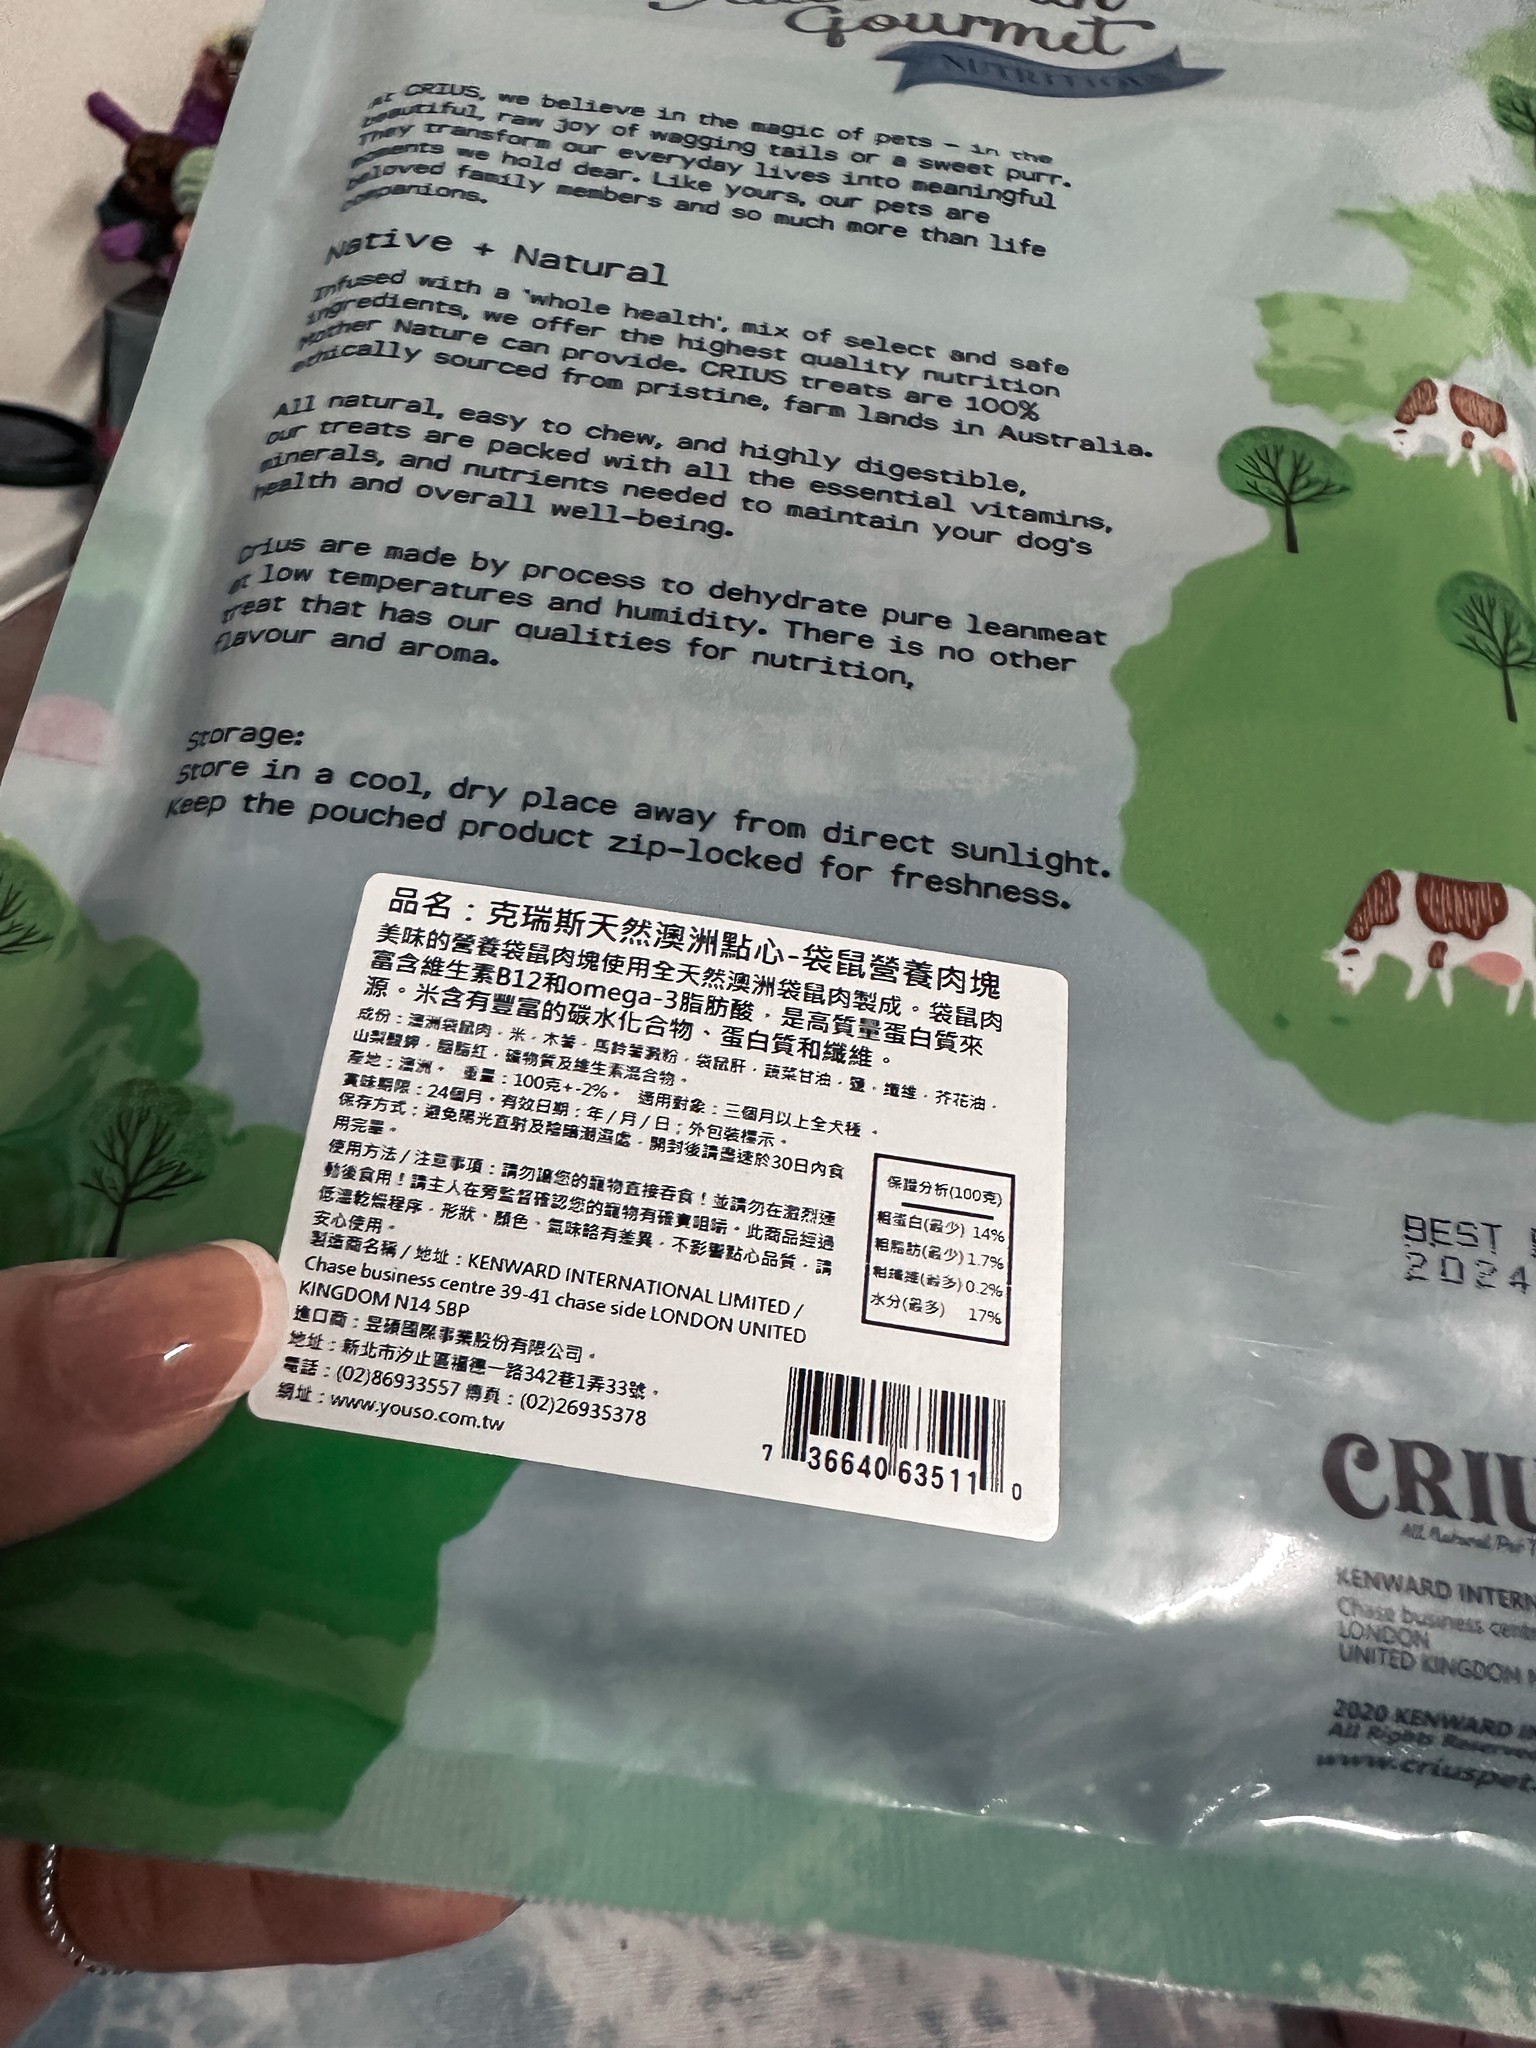 Gourmet
NUTRITION
At CRIUS, we believe in the magic of pets – in the
beautiful, raw joy of wagging tails or a sweet purr.
They transform our everyday lives into meaningful
moments we hold dear. Like yours, our pets are
beloved family members and so much more than life
companions.
Native + Natural
Infused with a 'whole health', mix of select and safe
ingredients, we offer the highest quality nutrition
Mother Nature can provide. CRIUS treats are 100%
ethically sourced from pristine, farm lands in Australia.
All natural, easy to chew, and highly digestible,
our treats are packed with all the essential vitamins,
minerals, and nutrients needed to maintain your dog's
health and overall well-being.
Crius are made by process to dehydrate pure leanmeat
at low temperatures and humidity. There is no other
treat that has our qualities for nutrition,
flavour and aroma.
Storage:
Store in a cool, dry place away from direct sunlight.
Keep the pouched product zip-locked for freshness.
品名：克瑞斯天然澳洲點心-袋鼠營養肉塊
美味的營養袋鼠肉塊使用全天然澳洲袋鼠肉製成。袋鼠肉
富含維生素B12和omega-3脂肪酸，是高質量蛋白質來
源。米含有豐富的碳水化合物、蛋白質和纖維。
成份：澳洲袋鼠肉，米，木薯，馬鈴薯澱粉，袋鼠肝，蔬菜甘油，鹽，纖維，芥花油，
山梨酸鉀，胭脂紅，礦物質及維生素混合物。
產地：澳洲。 重量：100克+-2%。 適用對象：三個月以上全犬種。
賞味期限：24個月。有效日期：年/月/日；外包裝標示。
保存方式：避免陽光直射及陰暗潮濕處，開封後請盡速於30日內食
用完畢。
使用方法/注意事項：請勿讓您的寵物直接吞食！並請勿在激烈運
動後食用！請主人在旁監督確認您的寵物有確實咀嚼。此商品經過
低溫乾燥程序，形狀、顏色、氣味略有差異，不影響點心品質，請
安心使用。
製造商名稱/地址：KENWARD INTERNATIONAL LIMITED /
Chase business centre 39-41 chase side LONDON UNITED
KINGDOM N14 5BP
進口商：昱碩國際事業股份有限公司。
地址：新北市汐止區福德一路342巷1弄33號。
電話：(02)86933557 傳真：(02)26935378
網址：www.youso.com.tw
保證分析(100克)
粗蛋白(最少) 14%
粗脂肪(最少) 1.7%
粗纖維(最多) 0.2%
水分(最多) 17%
7 36640 63511 0
BEST
2024
CRIU
All Natural Pet T
KENWARD INTERN
Chase business centr
LONDON
UNITED KINGDOM N
2020 KENWARD IN
All Rights Reserve
www.criuspet